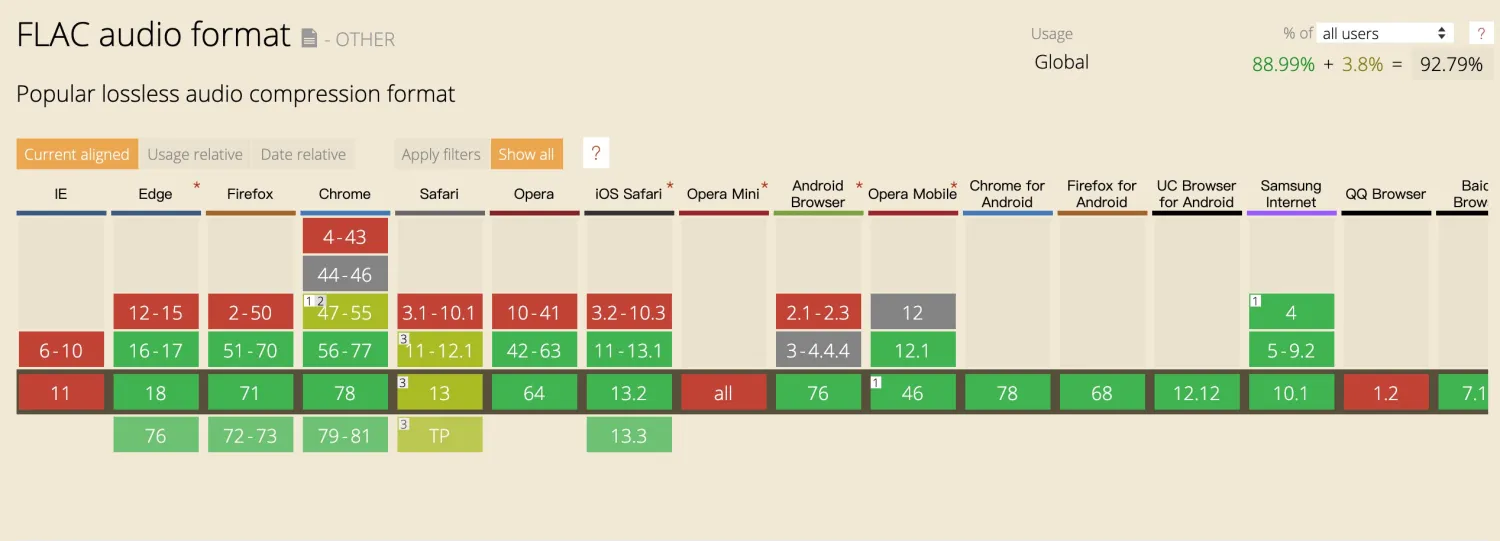 FLAC audio format - OTHER
Usage % of all users ?
Global 88.99% + 3.8% = 92.79%
Popular lossless audio compression format
Current aligned Usage relative Date relative Apply filters Show all ?
IE Edge * Firefox Chrome Safari Opera iOS Safari * Opera Mini * Android Browser * Opera Mobile * Chrome for Android Firefox for Android UC Browser for Android Samsung Internet QQ Browser Baid Brows
4-43
44-46
12-15 2-50 1 2 47-55 3.1-10.1 10-41 3.2-10.3 2.1-2.3 12 1 4
6-10 16-17 51-70 56-77 3 11-12.1 42-63 11-13.1 3-4.4.4 12.1 5-9.2
11 18 71 78 3 13 64 13.2 all 76 1 46 78 68 12.12 10.1 1.2 7.1
76 72-73 79-81 3 TP 13.3